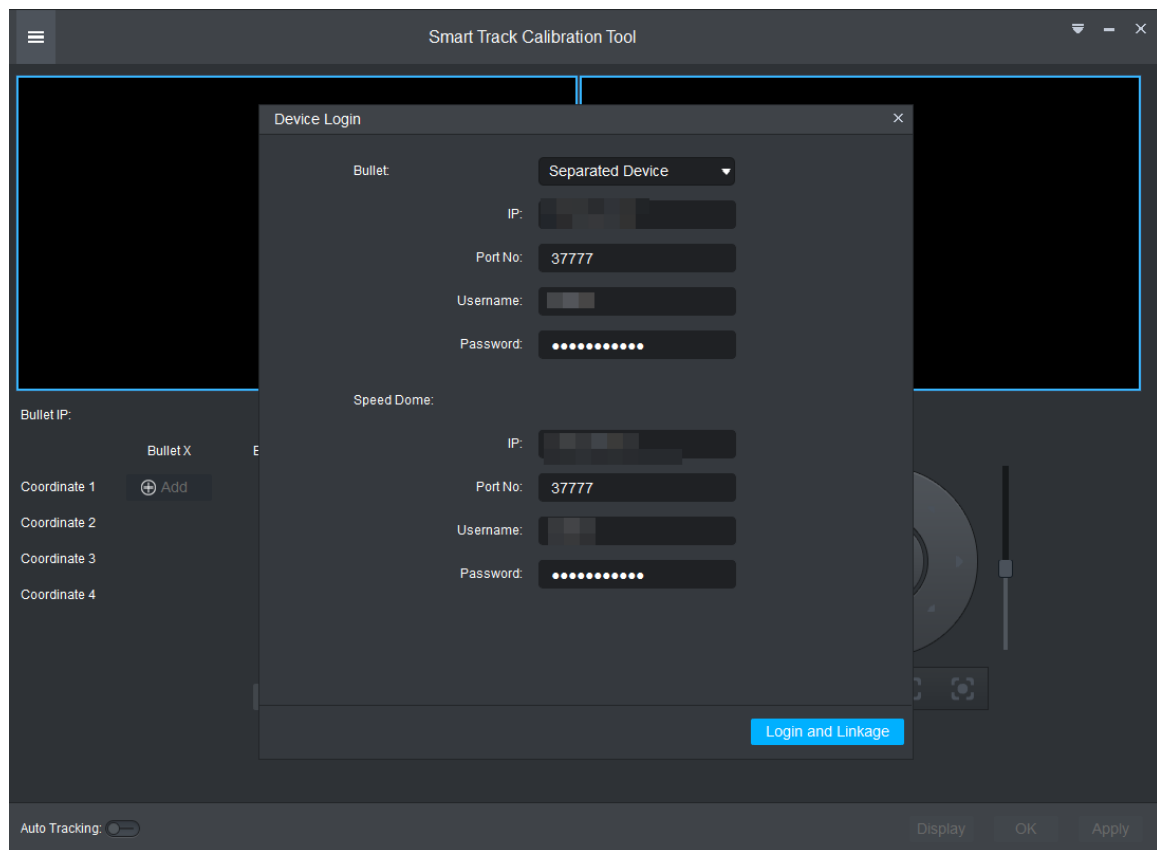 Smart Track Calibration Tool
Device Login
Bullet:
Separated Device
IP:
Port No:
37777
Username:
Password:
●●●●●●●●●●●
Speed Dome:
IP:
Port No:
37777
Username:
Password:
●●●●●●●●●●●
Login and Linkage
Bullet IP:
Bullet X
Coordinate 1
Add
Coordinate 2
Coordinate 3
Coordinate 4
Auto Tracking:
Display
OK
Apply